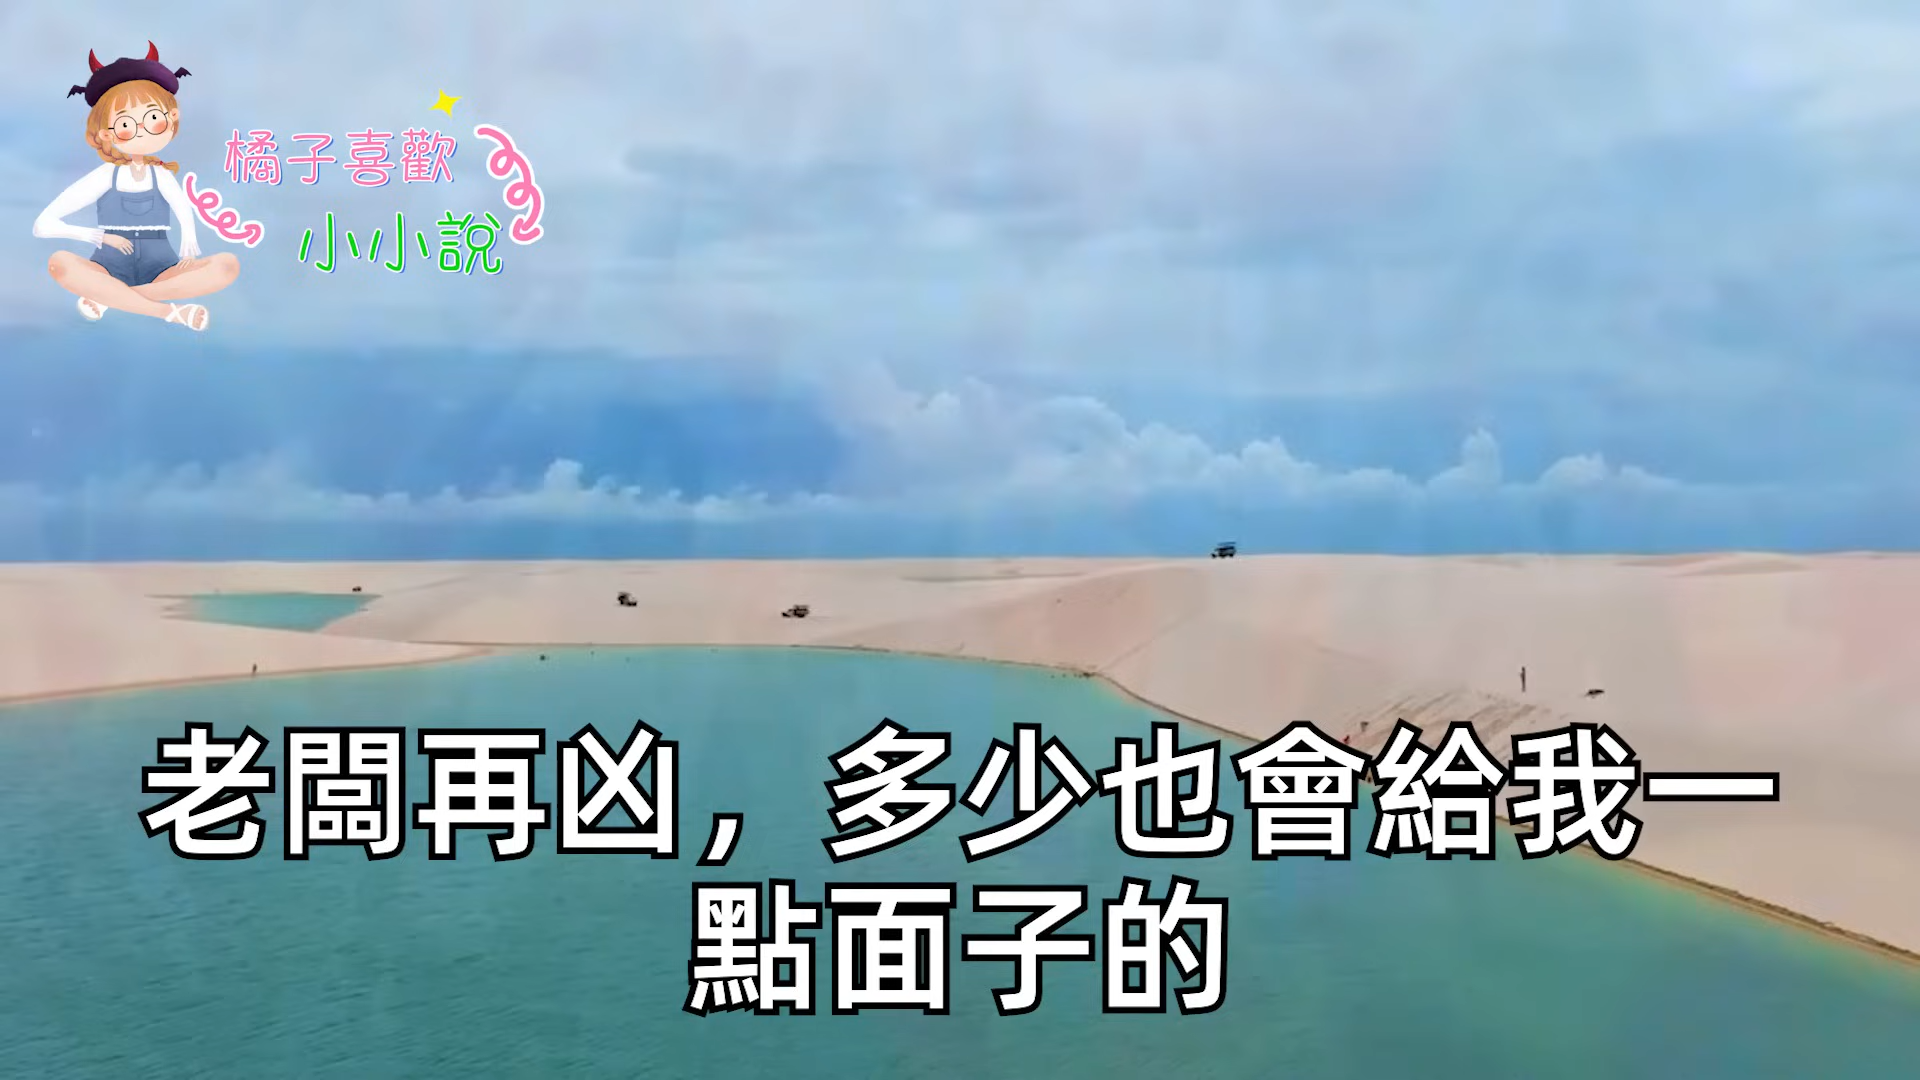 橘子喜歡
小小說
老闆再凶，多少也會給我一
點面子的